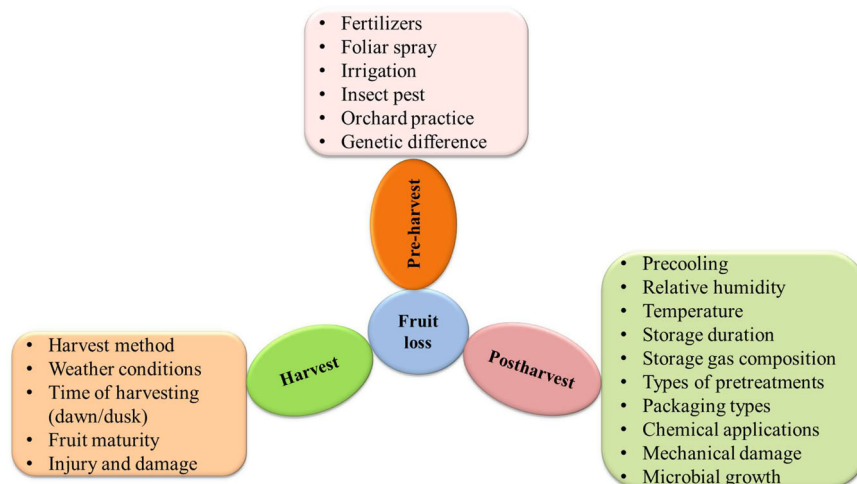 • Fertilizers
• Foliar spray
• Irrigation
• Insect pest
• Orchard practice
• Genetic difference
Pre-harvest
Fruit
loss
Harvest
Postharvest
• Harvest method
• Weather conditions
• Time of harvesting
(dawn/dusk)
• Fruit maturity
• Injury and damage
• Precooling
• Relative humidity
• Temperature
• Storage duration
• Storage gas composition
• Types of pretreatments
• Packaging types
• Chemical applications
• Mechanical damage
• Microbial growth